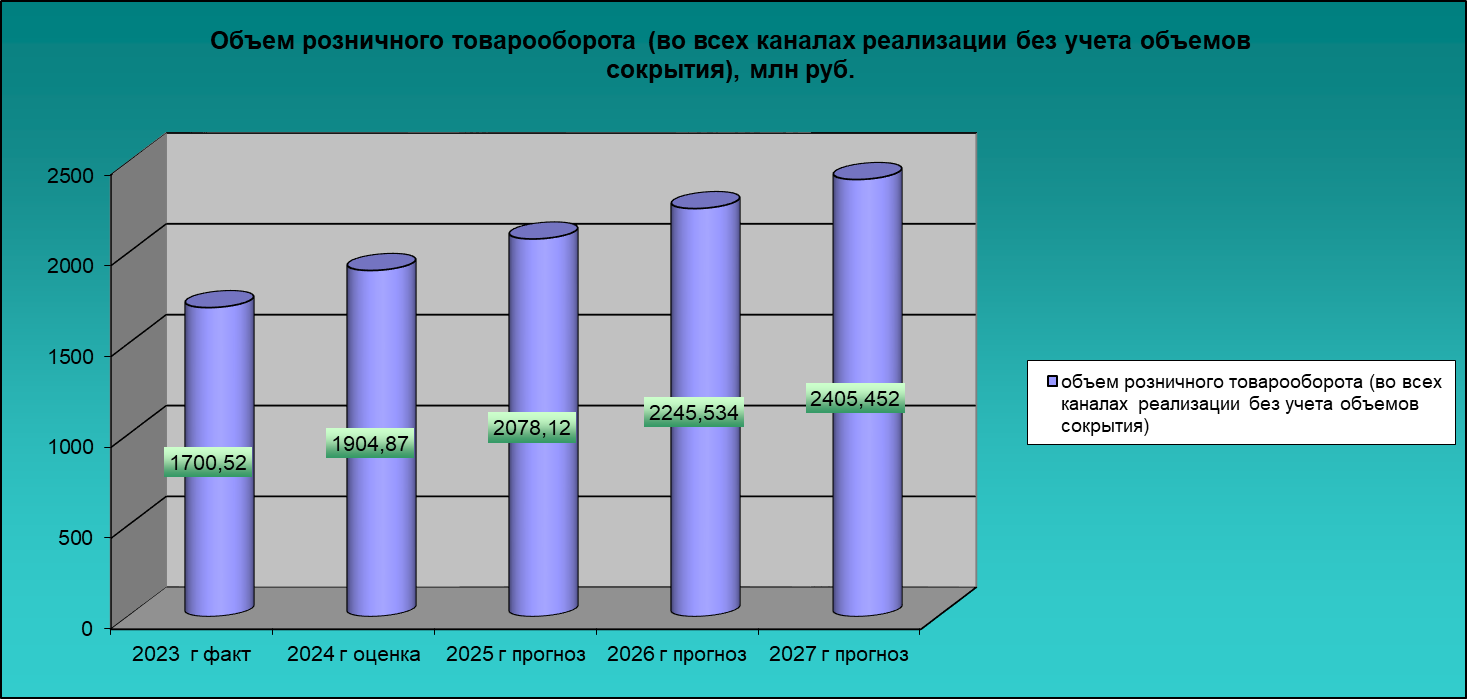 Объем розничного товарооборота (во всех каналах реализации без учета объемов
сокрытия), млн руб.
2500
2000
1500
1000
500
0
1700,52
1904,87
2078,12
2245,534
2405,452
2023 г факт
2024 г оценка
2025 г прогноз
2026 г прогноз
2027 г прогноз
объем розничного товарооборота (во всех
каналах реализации без учета объемов
сокрытия)